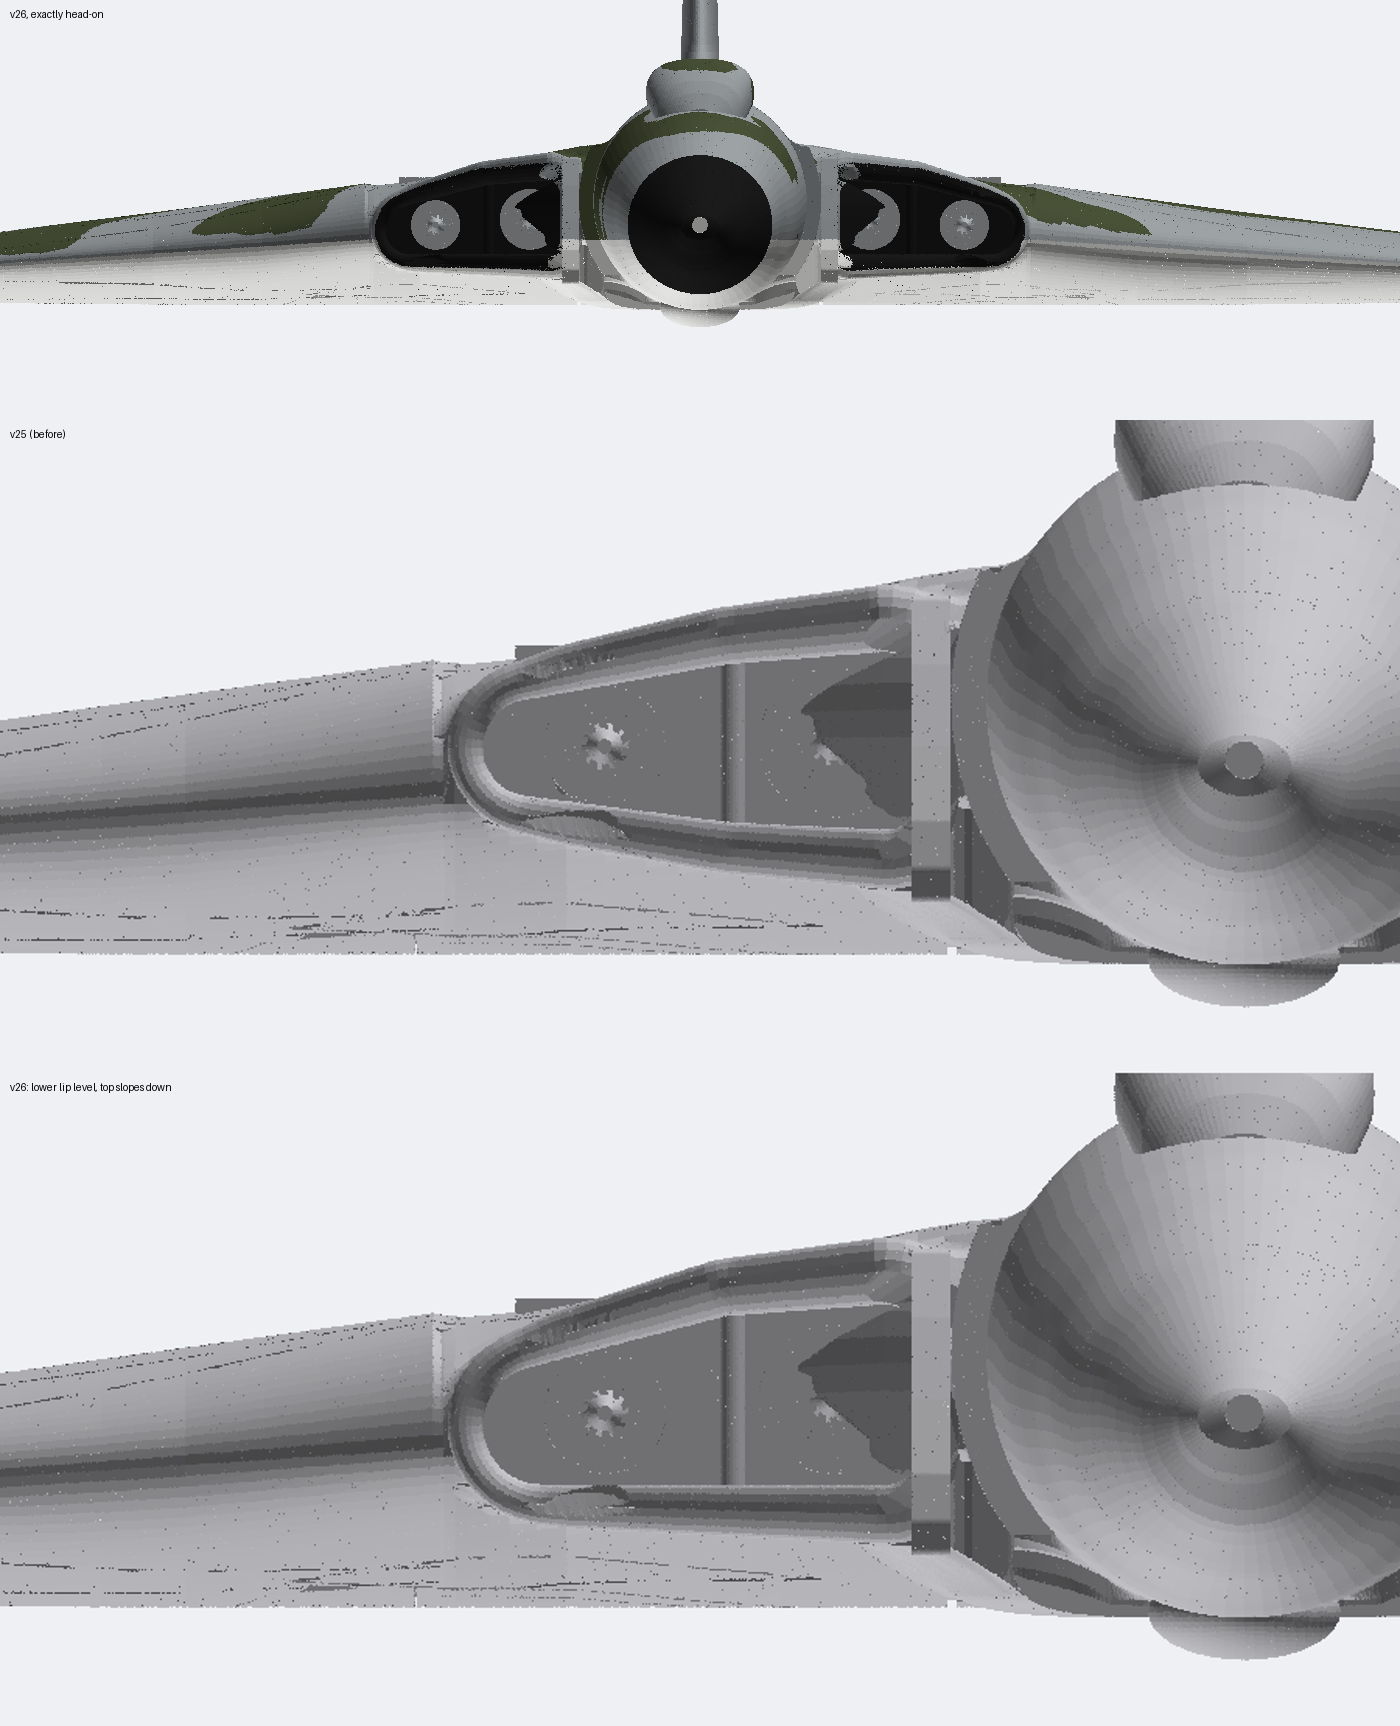 v26, exactly head-on
v25 (before)
v26: lower lip level, top slopes down